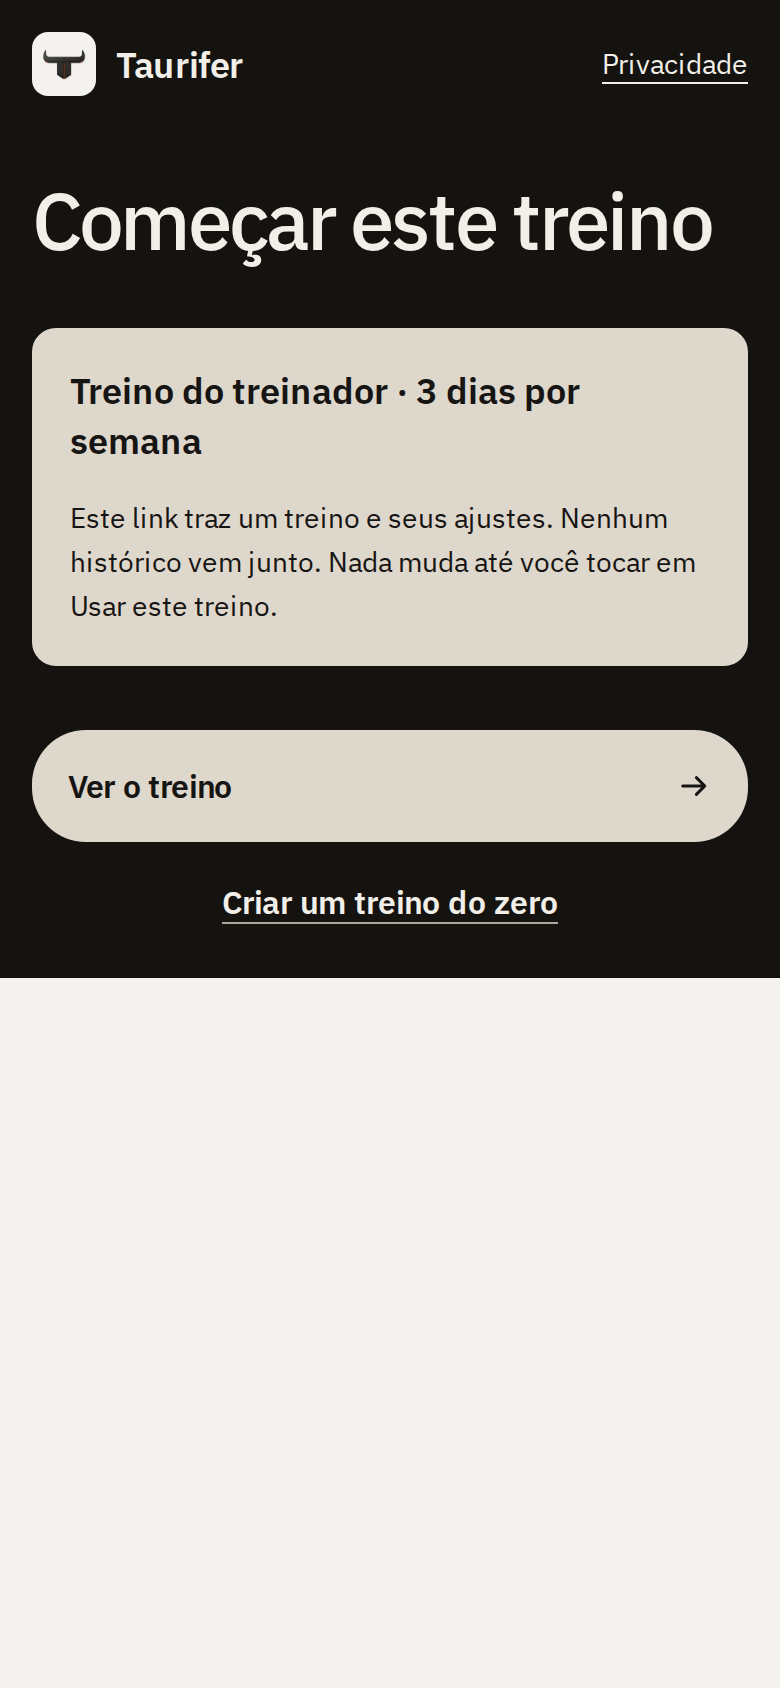 Taurifer
Privacidade
Começar este treino
Treino do treinador · 3 dias por
semana
Este link traz um treino e seus ajustes. Nenhum
histórico vem junto. Nada muda até você tocar em
Usar este treino.
Ver o treino →
Criar um treino do zero